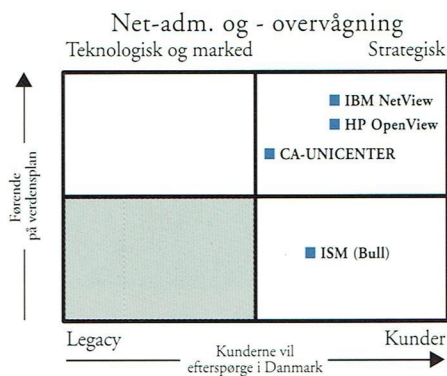 Net-adm. og - overvågning
Teknologisk og marked
Strategisk
IBM NetView
HP OpenView
CA-UNICENTER
ISM (Bull)
Førende
på verdensplan
Legacy
Kunder
Kunderne vil
efterspørge i Danmark